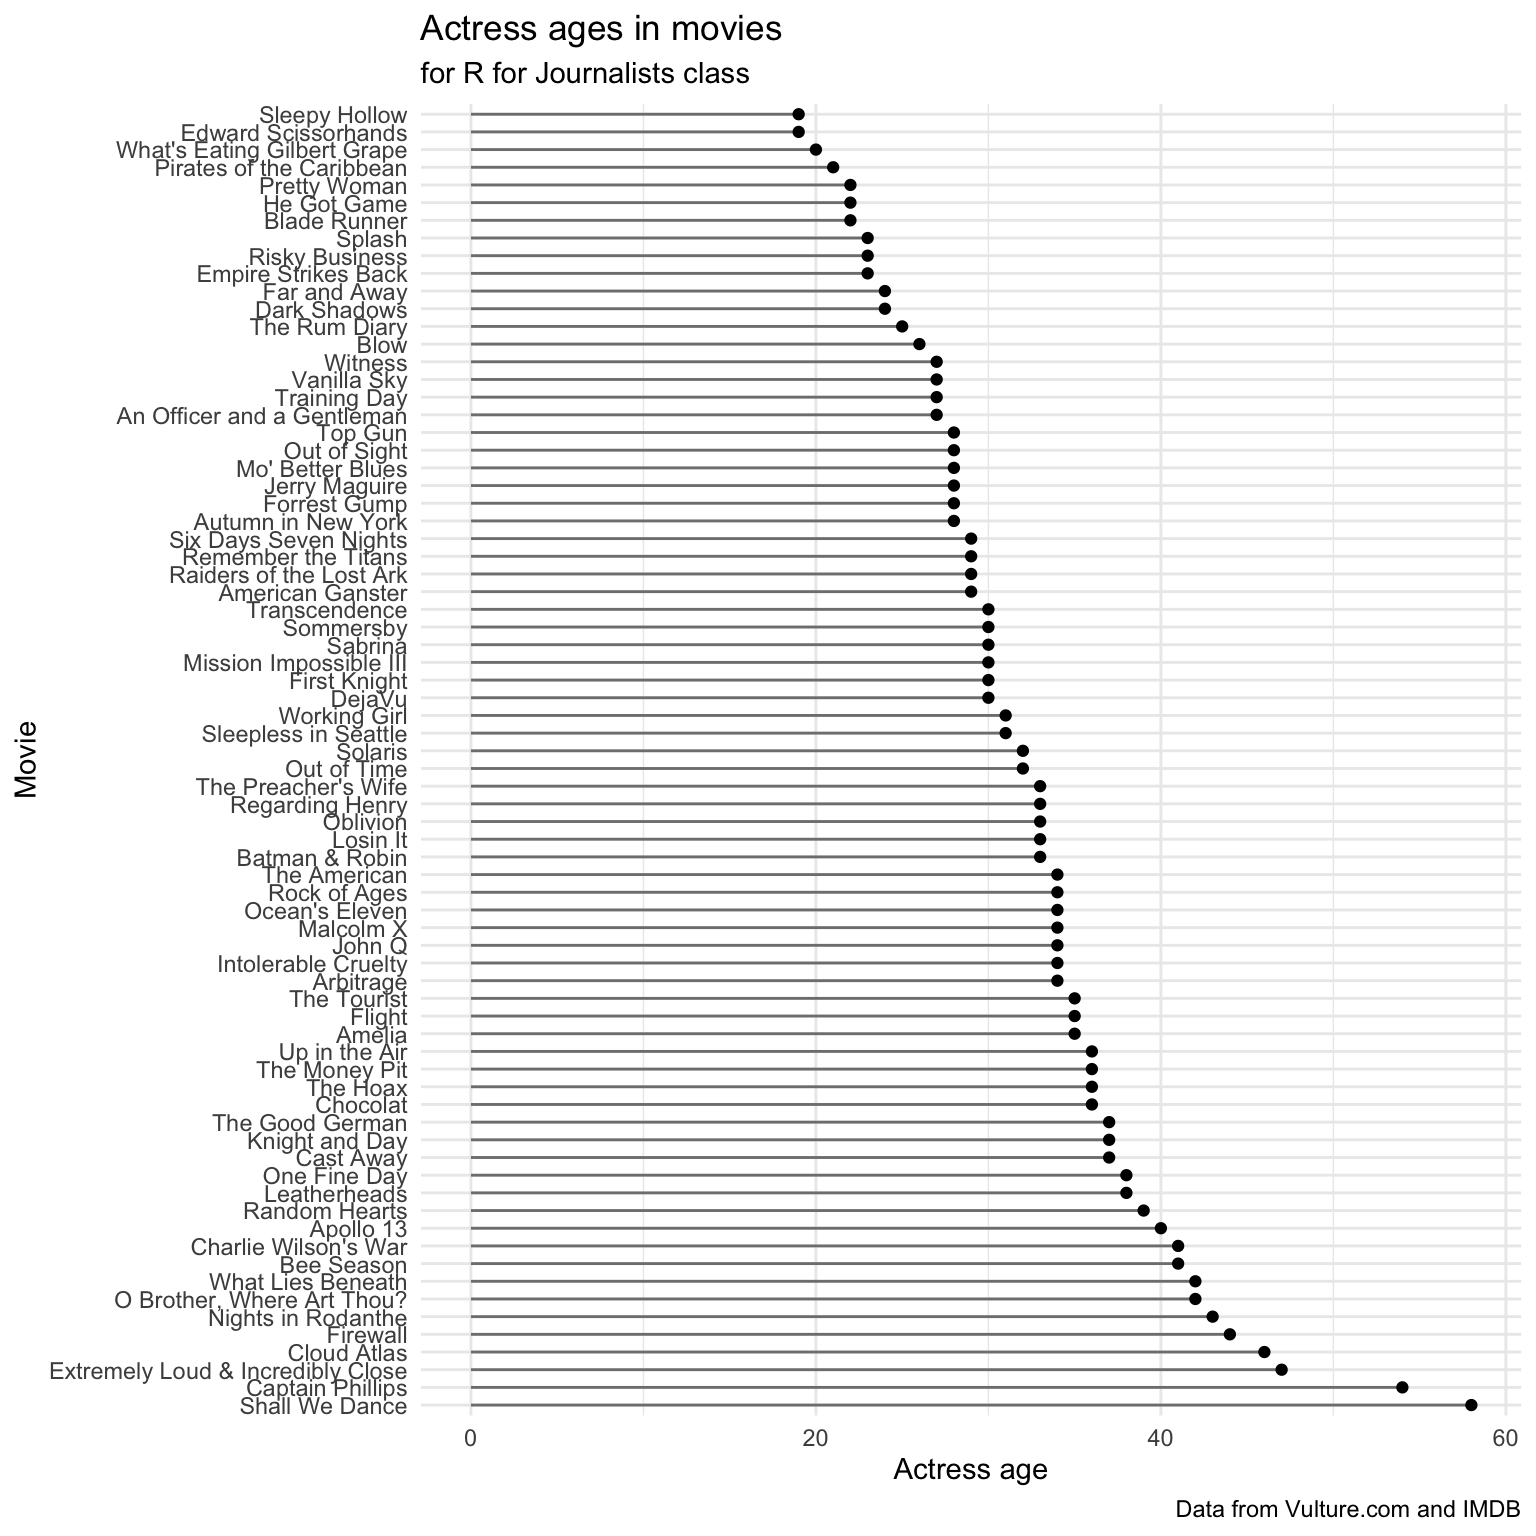 Actress ages in movies
for R for Journalists class
Sleepy Hollow
Edward Scissorhands
What's Eating Gilbert Grape
Pirates of the Caribbean
Pretty Woman
He Got Game
Blade Runner
Splash
Risky Business
Empire Strikes Back
Far and Away
Dark Shadows
The Rum Diary
Blow
Witness
Vanilla Sky
Training Day
An Officer and a Gentleman
Top Gun
Out of Sight
Mo' Better Blues
Jerry Maguire
Forrest Gump
Autumn in New York
Six Days Seven Nights
Remember the Titans
Raiders of the Lost Ark
American Ganster
Transcendence
Sommersby
Sabrina
Mission Impossible III
First Knight
DejaVu
Working Girl
Sleepless in Seattle
Solaris
Out of Time
The Preacher's Wife
Regarding Henry
Oblivion
Losin It
Batman & Robin
The American
Rock of Ages
Ocean's Eleven
Malcolm X
John Q
Intolerable Cruelty
Arbitrage
The Tourist
Flight
Amelia
Up in the Air
The Money Pit
The Hoax
Chocolat
The Good German
Knight and Day
Cast Away
One Fine Day
Leatherheads
Random Hearts
Apollo 13
Charlie Wilson's War
Bee Season
What Lies Beneath
O Brother, Where Art Thou?
Nights in Rodanthe
Firewall
Cloud Atlas
Extremely Loud & Incredibly Close
Captain Phillips
Shall We Dance
Movie
0 20 40 60
Actress age
Data from Vulture.com and IMDB